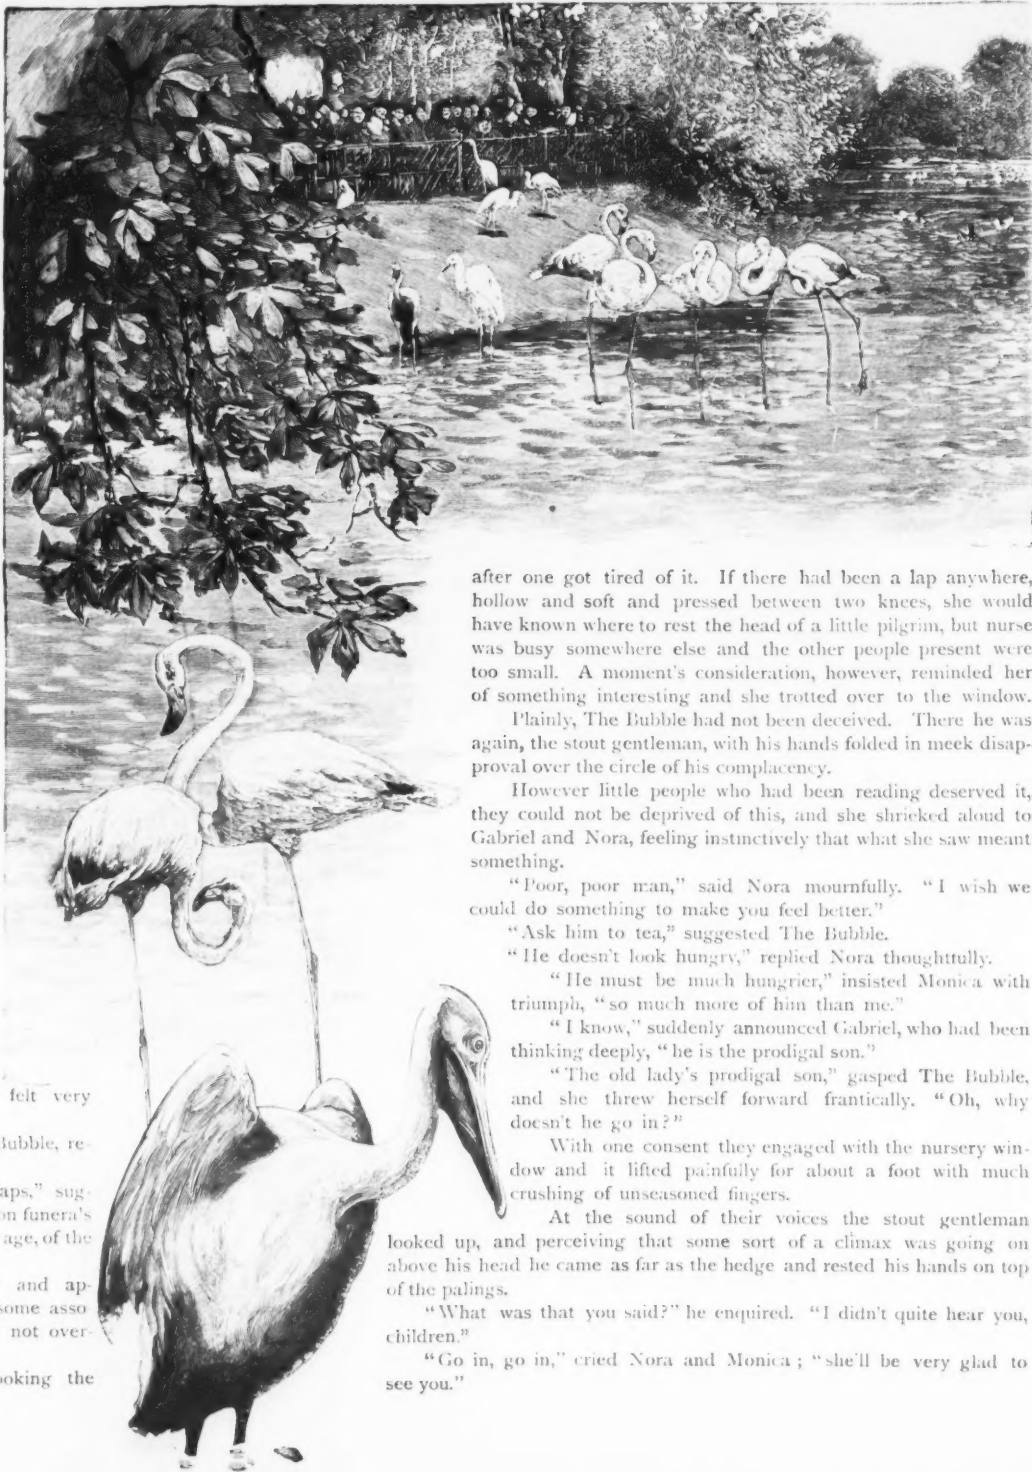 after one got tired of it. If there had been a lap anywhere,
hollow and soft and pressed between two knees, she would
have known where to rest the head of a little pilgrim, but nurse
was busy somewhere else and the other people present were
too small. A moment's consideration, however, reminded her
of something interesting and she trotted over to the window.
Plainly, The Bubble had not been deceived. There he was
again, the stout gentleman, with his hands folded in meek disap-
proval over the circle of his complacency.
However little people who had been reading deserved it,
they could not be deprived of this, and she shrieked aloud to
Gabriel and Nora, feeling instinctively that what she saw meant
something.
"Poor, poor man," said Nora mournfully. "I wish we
could do something to make you feel better."
"Ask him to tea," suggested The Bubble.
"He doesn't look hungry," replied Nora thoughtfully.
"He must be much hungrier," insisted Monica with
triumph, "so much more of him than me."
"I know," suddenly announced Gabriel, who had been
thinking deeply, "he is the prodigal son."
"The old lady's prodigal son," gasped The Bubble,
and she threw herself forward frantically. "Oh, why
doesn't he go in?"
With one consent they engaged with the nursery win-
dow and it lifted painfully for about a foot with much
crushing of unseasoned fingers.
At the sound of their voices the stout gentleman
looked up, and perceiving that some sort of a climax was going on
above his head he came as far as the hedge and rested his hands on top
of the palings.
"What was that you said?" he enquired. "I didn't quite hear you,
children."
"Go in, go in," cried Nora and Monica; "she'll be very glad to
see you."
felt very
Bubble, re-
aps," sug-
on funera's
age, of the
and ap-
some asso
not over-
ooking the